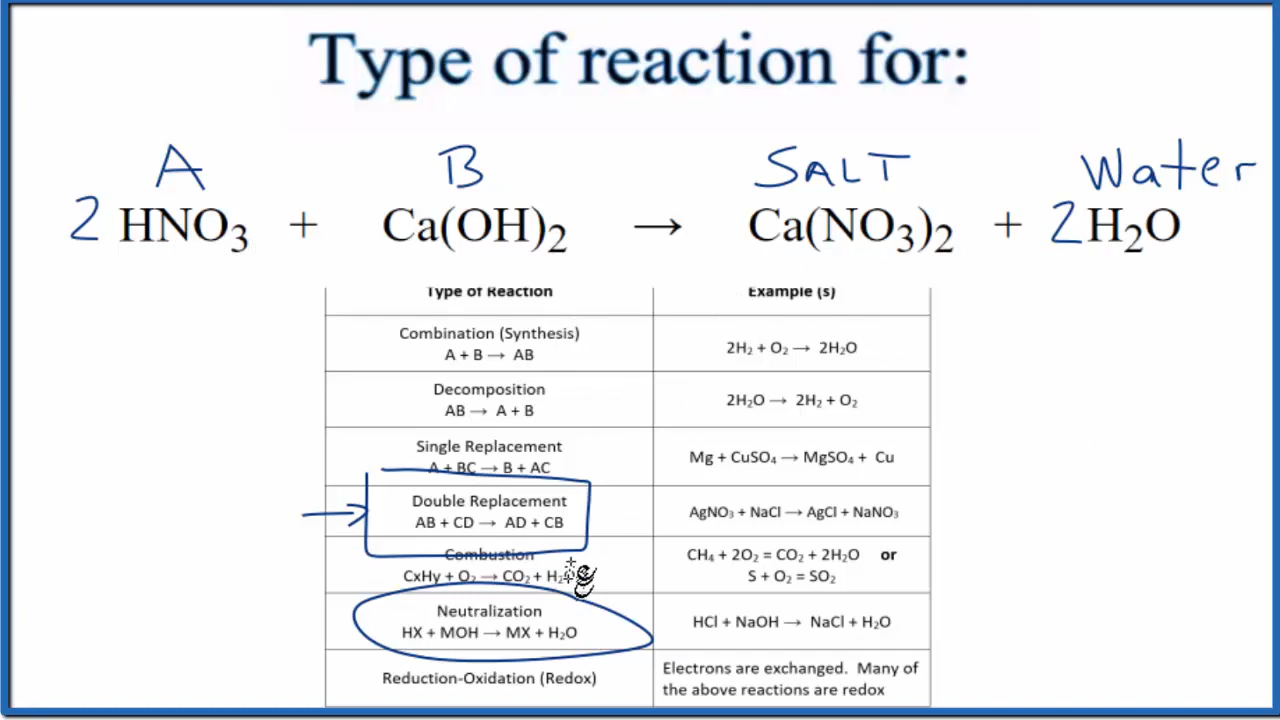 Type of reaction for:
A B SALT Water
2 HNO₃ + Ca(OH)₂ → Ca(NO₃)₂ + 2 H₂O
Type of Reaction Example (s)
Combination (Synthesis)
A + B → AB
2H₂ + O₂ → 2H₂O
Decomposition
AB → A + B
2H₂O → 2H₂ + O₂
Single Replacement
A + BC → B + AC
Mg + CuSO₄ → MgSO₄ + Cu
Double Replacement
AB + CD → AD + CB
AgNO₃ + NaCl → AgCl + NaNO₃
Combustion
CxHy + O₂ → CO₂ + H₂
CH₄ + 2O₂ = CO₂ + 2H₂O or
S + O₂ = SO₂
Neutralization
HX + MOH → MX + H₂O
HCl + NaOH → NaCl + H₂O
Reduction-Oxidation (Redox)
Electrons are exchanged. Many of
the above reactions are redox